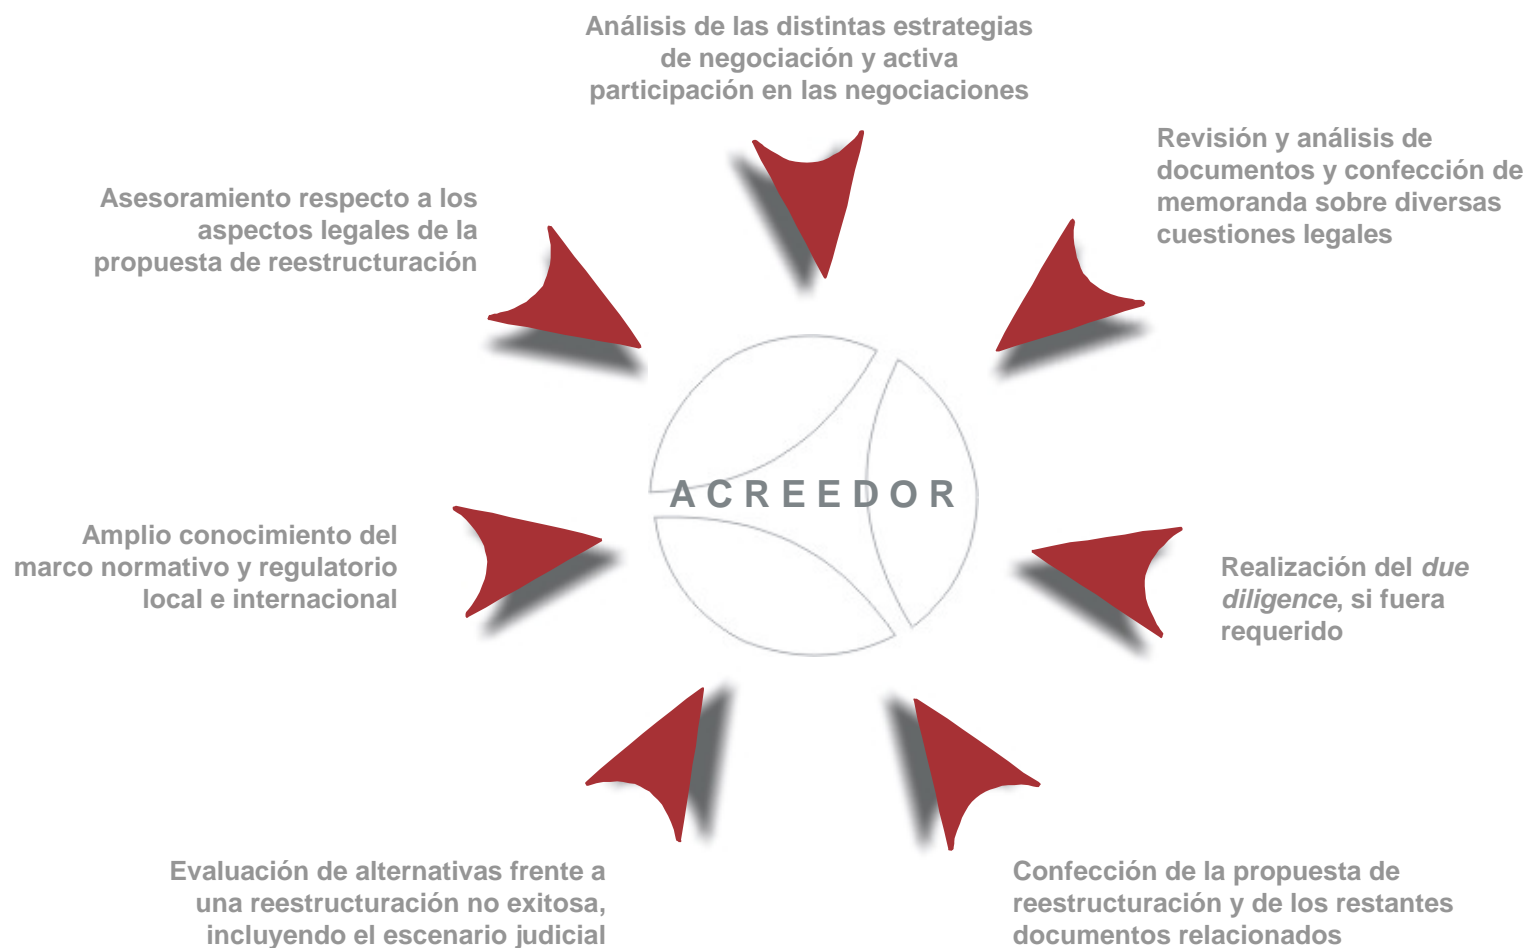 Análisis de las distintas estrategias
de negociación y activa
participación en las negociaciones
Revisión y análisis de
documentos y confección de
memoranda sobre diversas
cuestiones legales
Asesoramiento respecto a los
aspectos legales de la
propuesta de reestructuración
ACREEDOR
Amplio conocimiento del
marco normativo y regulatorio
local e internacional
Realización del due
diligence, si fuera
requerido
Evaluación de alternativas frente a
una reestructuración no exitosa,
incluyendo el escenario judicial
Confección de la propuesta de
reestructuración y de los restantes
documentos relacionados